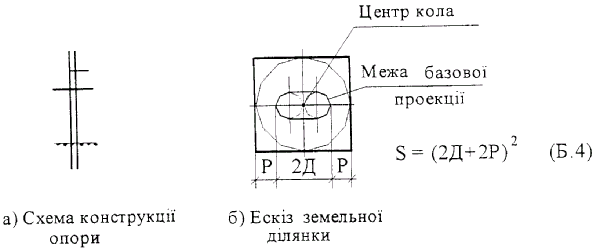 Центр кола
Межа базової
проекції
S = (2Д+2Р)² (Б.4)
Р 2Д Р
а) Схема конструкції
опори
б) Ескіз земельної
ділянки